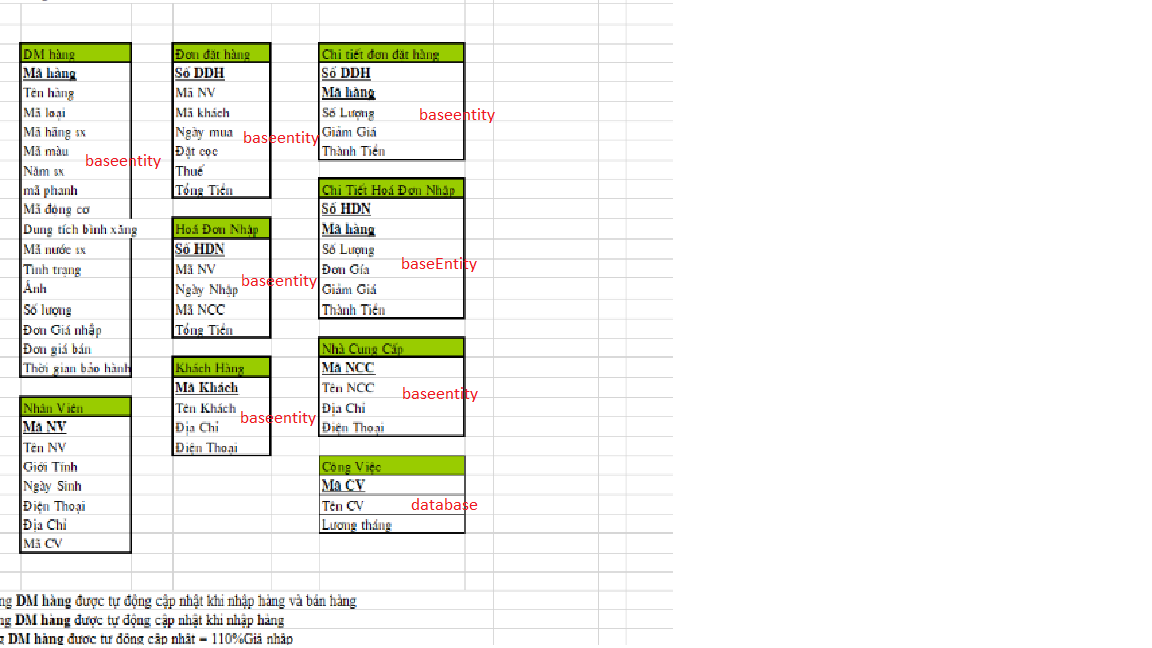 DM hàng
Mã hàng
Tên hàng
Mã loại
Mã hãng sx
Mã màu
baseentity
Năm sx
mã phanh
Mã động cơ
Dung tích bình xăng
Mã nước sx
Tình trạng
Ảnh
Số lượng
Đơn Giá nhập
Đơn giá bán
Thời gian bảo hành
Nhân Viên
Mã NV
Tên NV
Giới Tính
Ngày Sinh
Điện Thoại
Địa Chỉ
Mã CV
Đơn đặt hàng
Số DDH
Mã NV
Mã khách
Ngày mua
baseentity
Đặt cọc
Thuế
Tổng Tiền
Hoá Đơn Nhập
Số HDN
Mã NV
baseentity
Ngày Nhập
Mã NCC
Tổng Tiền
Khách Hàng
Mã Khách
Tên Khách
baseentity
Địa Chỉ
Điện Thoại
Chi tiết đơn đặt hàng
Số DDH
Mã hàng
Số Lượng
baseentity
Giảm Giá
Thành Tiền
Chi Tiết Hoá Đơn Nhập
Số HDN
Mã hàng
Số Lượng
baseEntity
Đơn Gía
Giảm Giá
Thành Tiền
Nhà Cung Cấp
Mã NCC
Tên NCC
baseentity
Địa Chỉ
Điện Thoại
Công Việc
Mã CV
Tên CV
database
Lương tháng
ng DM hàng được tự động cập nhật khi nhập hàng và bán hàng
ng DM hàng được tự động cập nhật khi nhập hàng
g DM hàng được tự động cập nhật = 110%Giá nhập